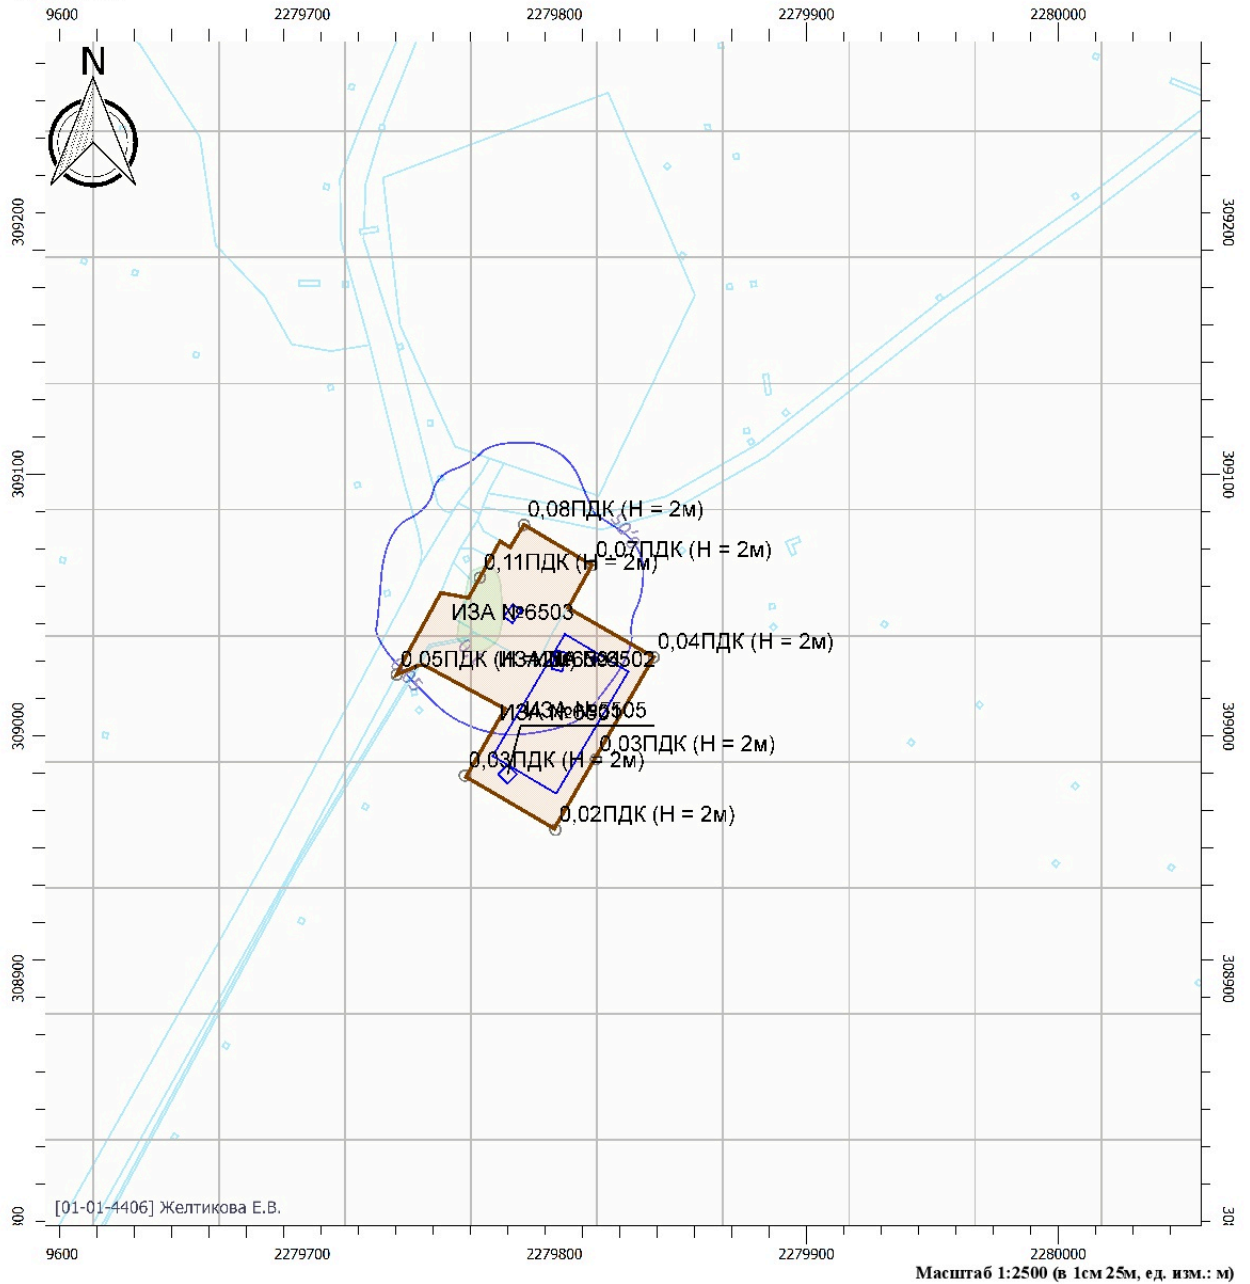 9600 2279700 2279800 2279900 2280000
N
309200 309200
309100 309100
0,08ПДК (Н = 2м)
0,07ПДК (Н = 2м)
0,11ПДК (Н = 2м)
ИЗА №6503
0,04ПДК (Н = 2м)
0,05ПДК (Н = 2м)
309000 309000
0,03ПДК (Н = 2м)
0,03ПДК (Н = 2м)
0,02ПДК (Н = 2м)
308900 308900
[01-01-4406] Желтикова Е.В.
9600 2279700 2279800 2279900 2280000
Масштаб 1:2500 (в 1см 25м, ед. изм.: м)